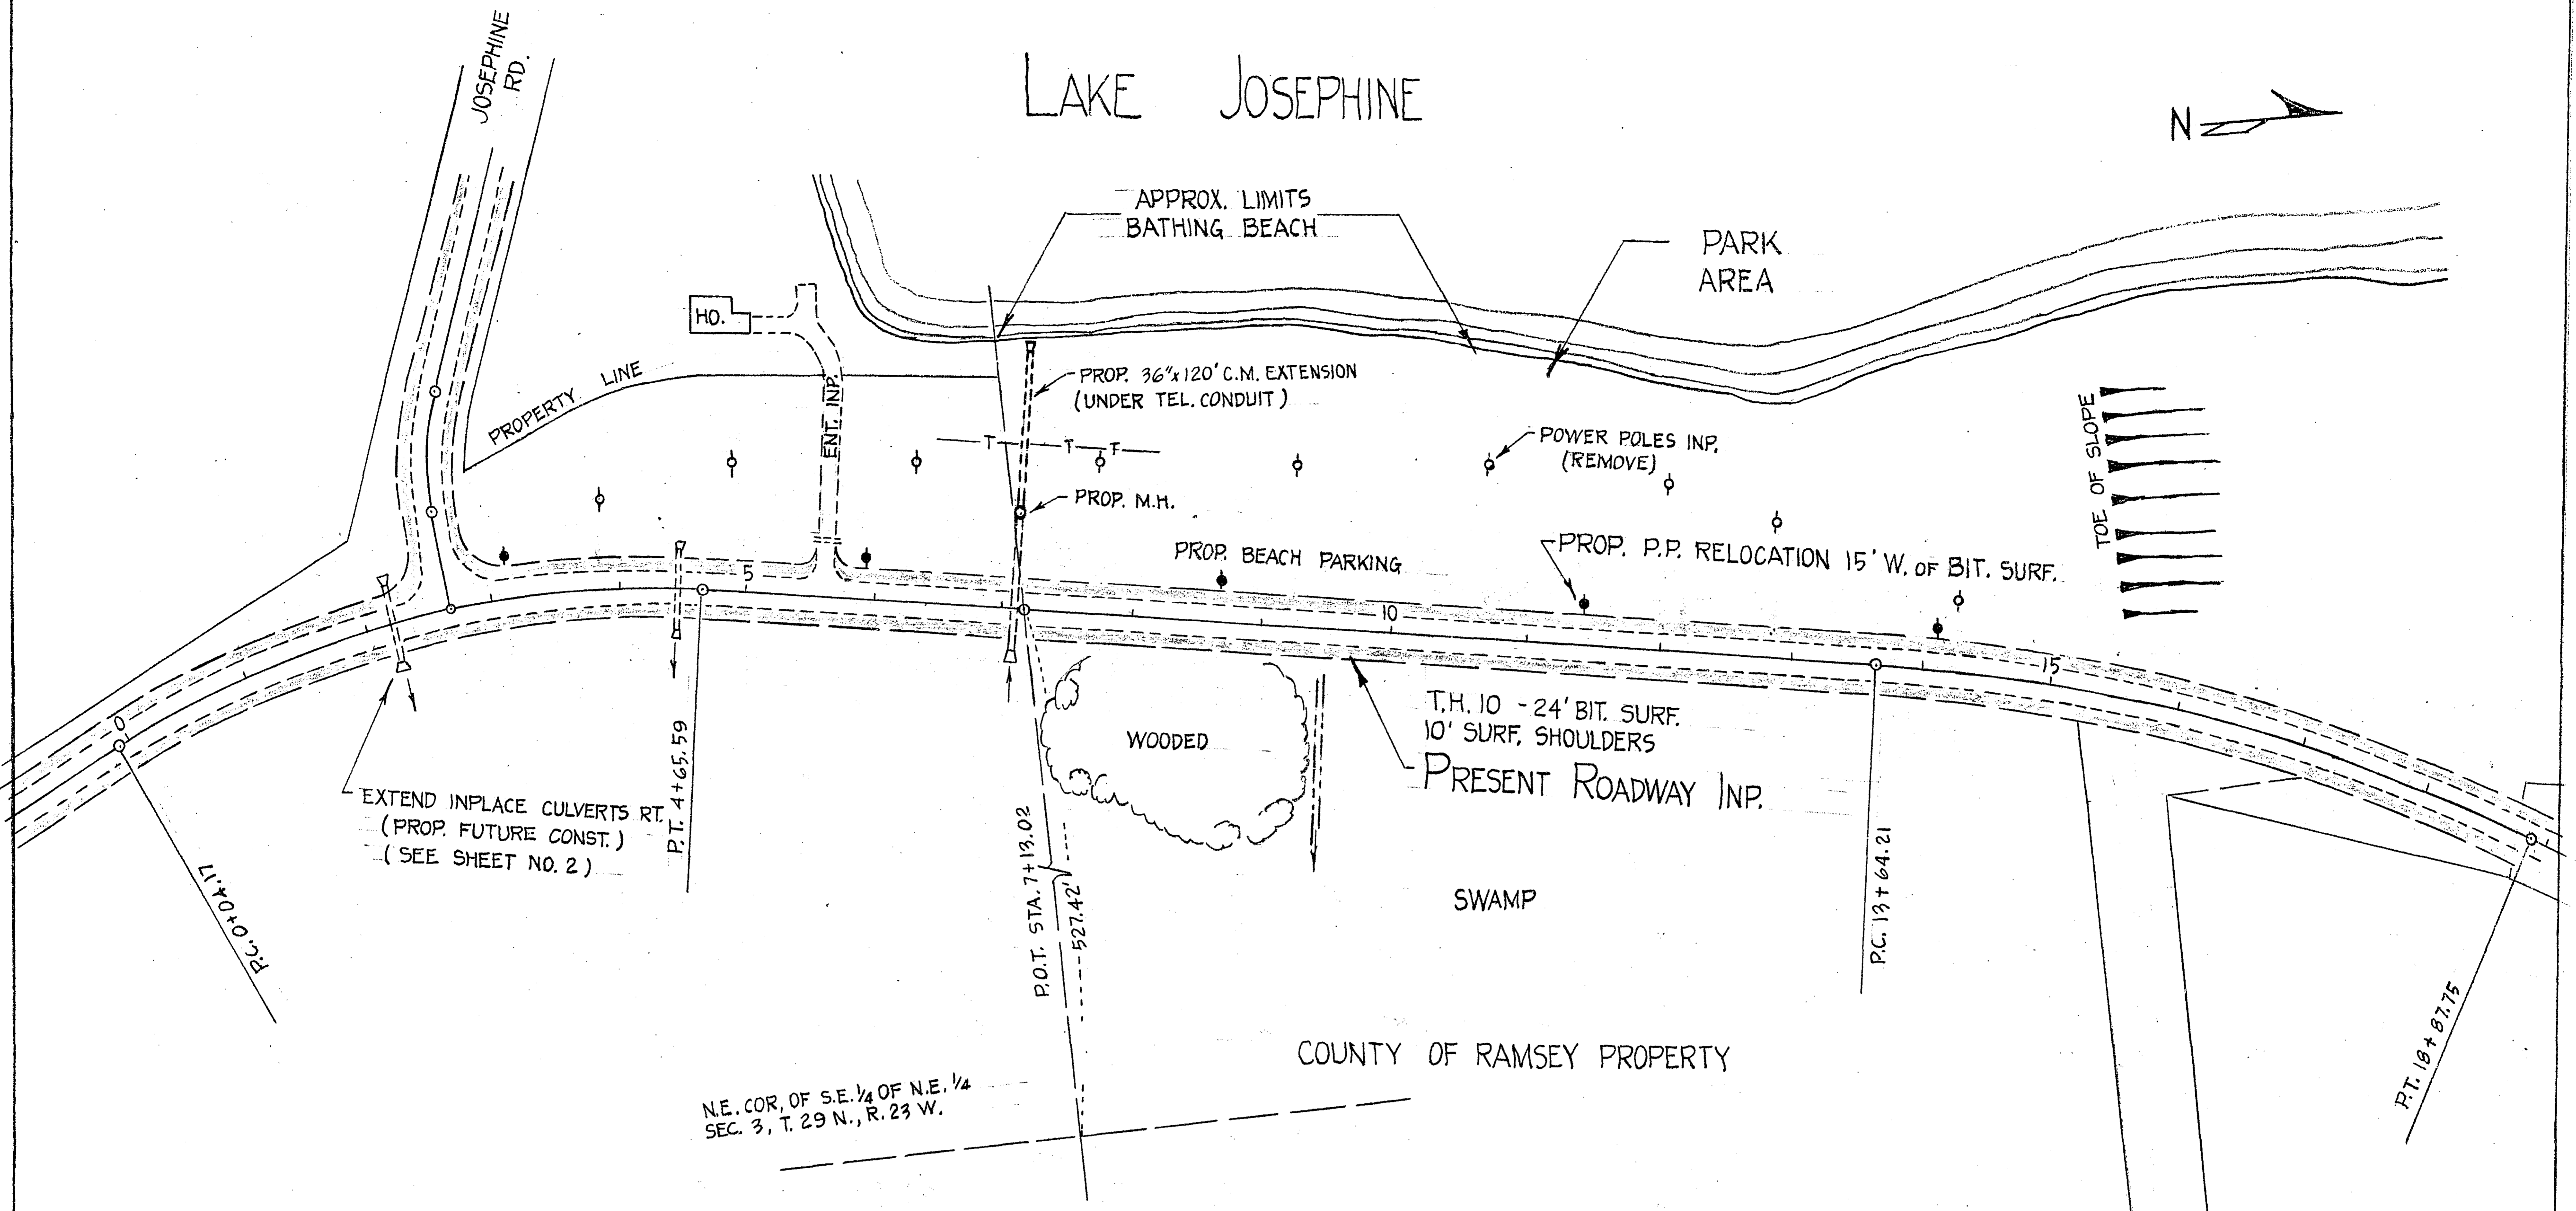 JOSEPHINE
RD.
LAKE JOSEPHINE
N
APPROX. LIMITS
BATHING BEACH
PARK
AREA
HO.
PROPERTY LINE
ENT. INP.
PROP. 36"x120' C.M. EXTENSION
(UNDER TEL. CONDUIT)
T T T
POWER POLES INP.
(REMOVE)
PROP. M.H.
TOE OF SLOPE
PROP. BEACH PARKING
PROP. P.P. RELOCATION 15' W. OF BIT. SURF.
0
5
10
15
T.H. 10 - 24' BIT. SURF.
10' SURF. SHOULDERS
PRESENT ROADWAY INP.
WOODED
EXTEND INPLACE CULVERTS RT.
(PROP. FUTURE CONST.)
(SEE SHEET NO. 2)
P.C. 0+04.17
P.T. 4+65.59
P.O.T. STA. 7+13.02
527.42'
SWAMP
P.C. 13+64.21
P.T. 18+87.75
COUNTY OF RAMSEY PROPERTY
N.E. COR. OF S.E. 1/4 OF N.E. 1/4
SEC. 3, T. 29 N., R. 23 W.